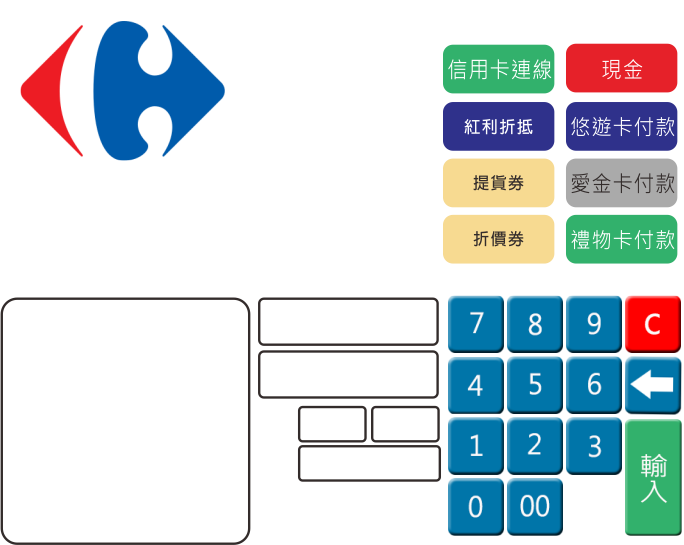 信用卡連線
現金
紅利折抵
悠遊卡付款
提貨券
愛金卡付款
折價券
禮物卡付款
7 8 9 C
4 5 6
1 2 3
0 00
輸入